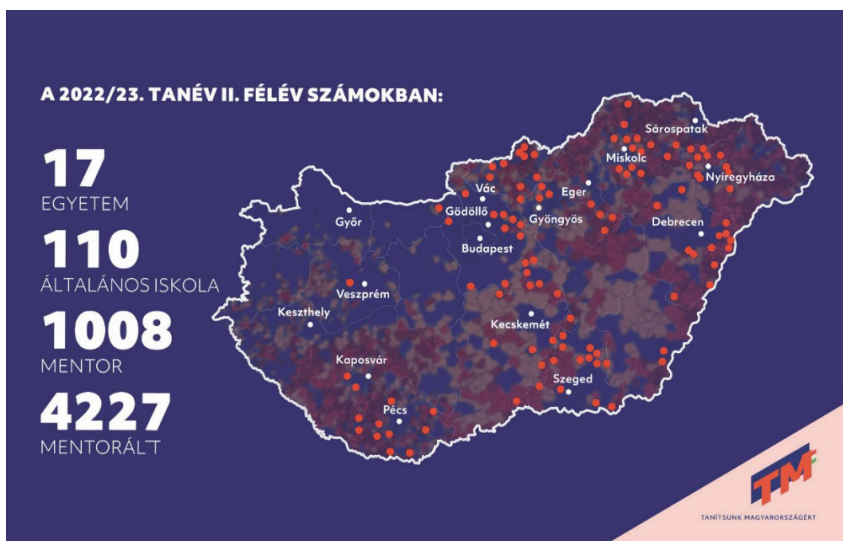 A 2022/23. TANÉV II. FÉLÉV SZÁMOKBAN:
17
EGYETEM
110
ÁLTALÁNOS ISKOLA
1008
MENTOR
4227
MENTORÁLT
Sárospatak
Miskolc
Nyíregyháza
Eger
Vác
Gödöllő
Gyöngyös
Győr
Debrecen
Budapest
Veszprém
Keszthely
Kecskemét
Kaposvár
Szeged
Pécs
TM
TANÍTSUNK MAGYARORSZÁGÉRT